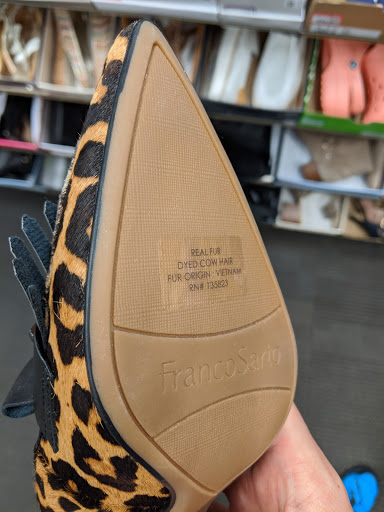 REAL FUR
DYED COW HAIR
FUR ORIGIN : VIETNAM
RN# 135823
FrancoSarto